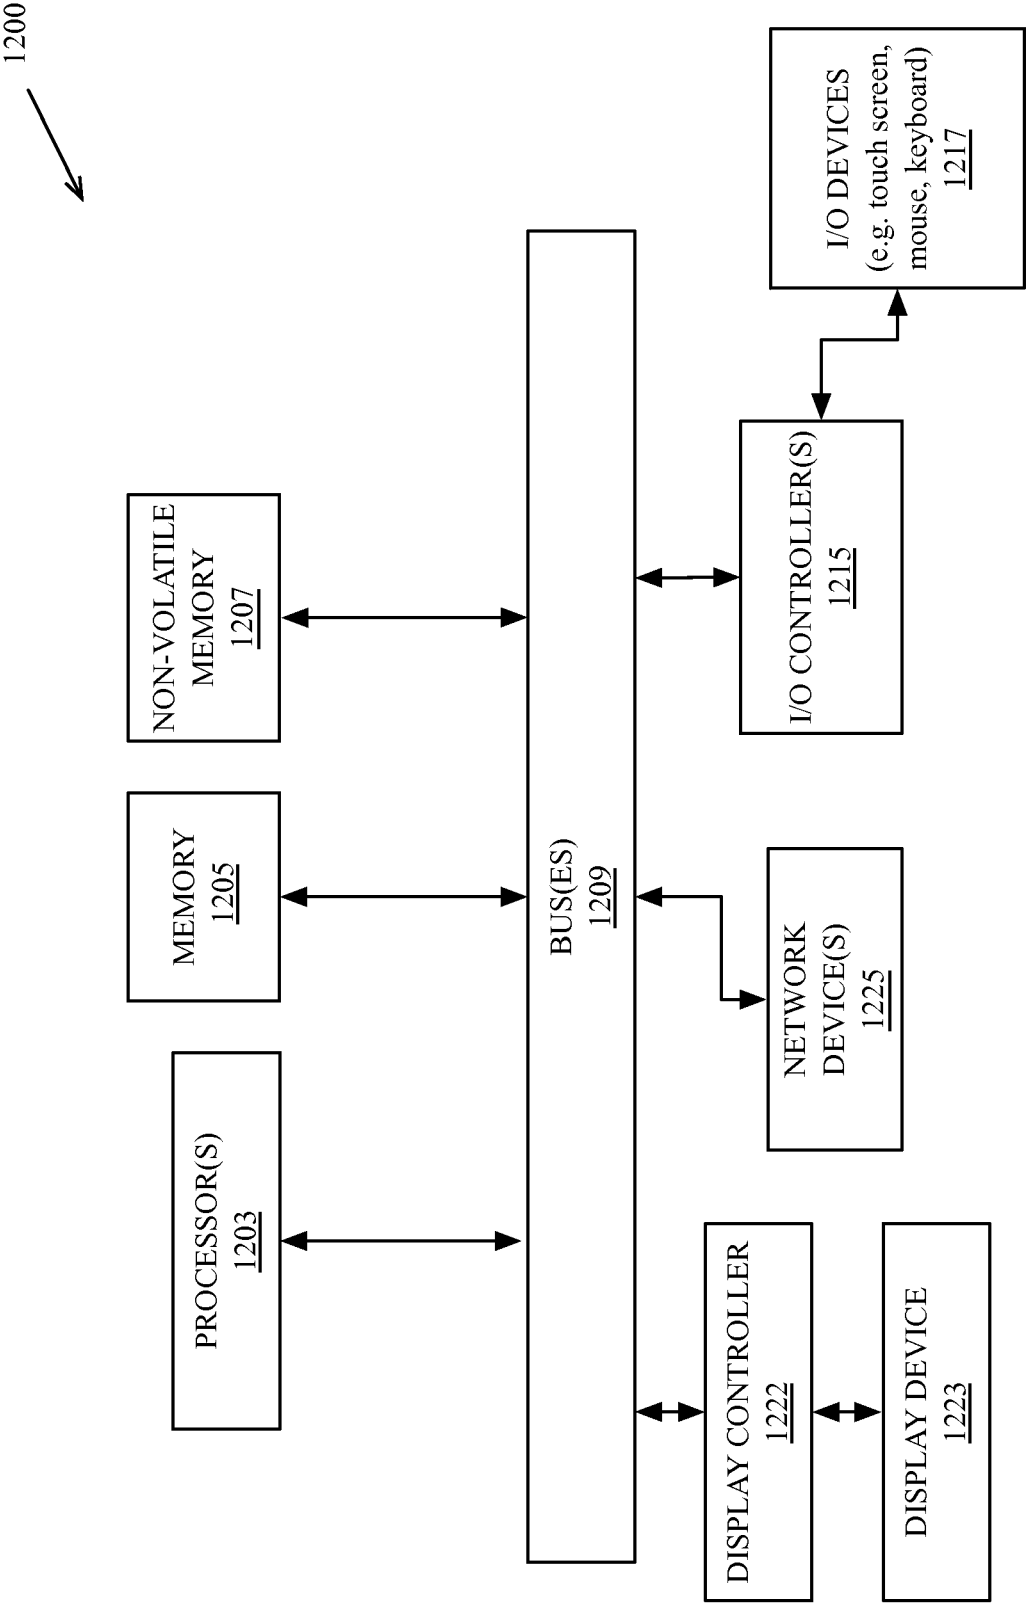 1200
PROCESSOR(S)
1203
MEMORY
1205
NON-VOLATILE
MEMORY
1207
BUS(ES)
1209
DISPLAY CONTROLLER
1222
DISPLAY DEVICE
1223
NETWORK
DEVICE(S)
1225
I/O CONTROLLER(S)
1215
I/O DEVICES
(e.g. touch screen,
mouse, keyboard)
1217